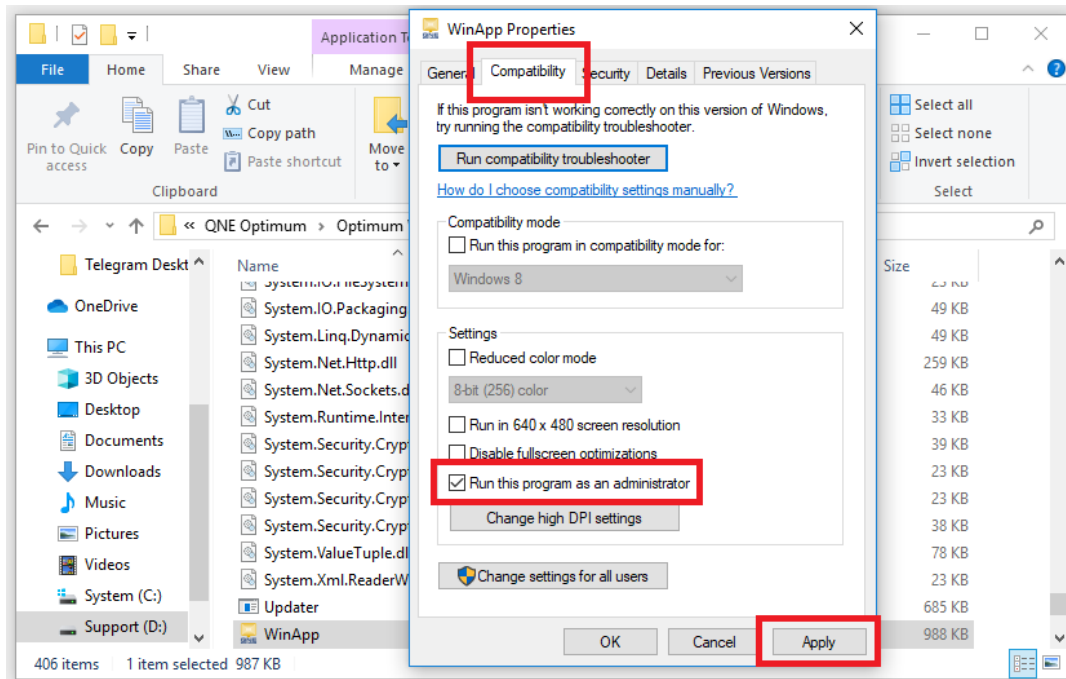 Application T
File Home Share View Manage
Pin to Quick access
Copy
Paste
Cut
Copy path
Paste shortcut
Move to
Clipboard
Select all
Select none
Invert selection
Select
« QNE Optimum › Optimum
Telegram Deskt
OneDrive
This PC
3D Objects
Desktop
Documents
Downloads
Music
Pictures
Videos
System (C:)
Support (D:)
Name Size
System.IO.FileSystem 23 KB
System.IO.Packaging 49 KB
System.Linq.Dynamic 49 KB
System.Net.Http.dll 259 KB
System.Net.Sockets.d 46 KB
System.Runtime.Inter 33 KB
System.Security.Cryp 39 KB
System.Security.Cryp 23 KB
System.Security.Cryp 23 KB
System.Security.Cryp 38 KB
System.ValueTuple.dl 78 KB
System.Xml.ReaderW 23 KB
Updater 685 KB
WinApp 988 KB
406 items 1 item selected 987 KB
WinApp Properties
General Compatibility Security Details Previous Versions
If this program isn't working correctly on this version of Windows,
try running the compatibility troubleshooter.
Run compatibility troubleshooter
How do I choose compatibility settings manually?
Compatibility mode
Run this program in compatibility mode for:
Windows 8
Settings
Reduced color mode
8-bit (256) color
Run in 640 x 480 screen resolution
Disable fullscreen optimizations
Run this program as an administrator
Change high DPI settings
Change settings for all users
OK Cancel Apply